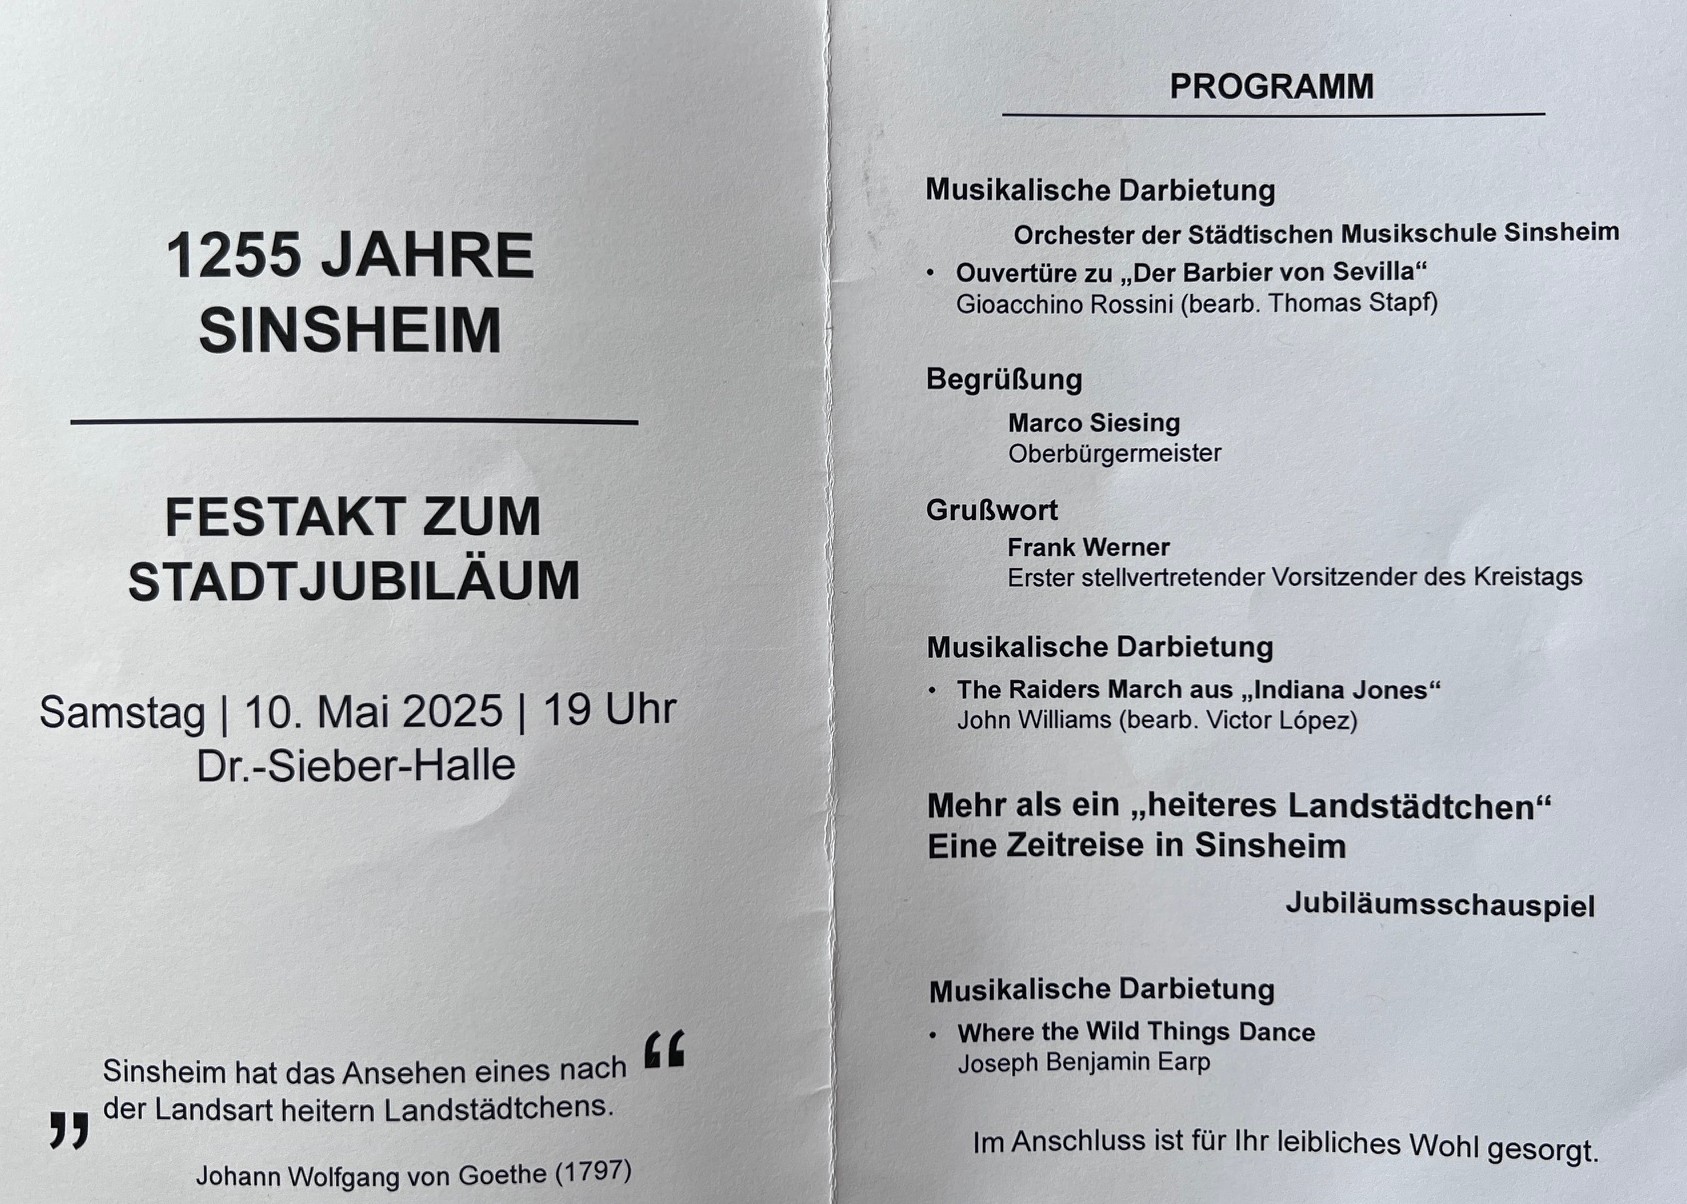 1255 JAHRE
SINSHEIM
FESTAKT ZUM
STADTJUBILÄUM
Samstag | 10. Mai 2025 | 19 Uhr
Dr.-Sieber-Halle
Sinsheim hat das Ansehen eines nach “
„ der Landsart heitern Landstädtchens.
Johann Wolfgang von Goethe (1797)
PROGRAMM
Musikalische Darbietung
Orchester der Städtischen Musikschule Sinsheim
• Ouvertüre zu „Der Barbier von Sevilla“
Gioacchino Rossini (bearb. Thomas Stapf)
Begrüßung
Marco Siesing
Oberbürgermeister
Grußwort
Frank Werner
Erster stellvertretender Vorsitzender des Kreistags
Musikalische Darbietung
• The Raiders March aus „Indiana Jones“
John Williams (bearb. Victor López)
Mehr als ein „heiteres Landstädtchen“
Eine Zeitreise in Sinsheim
Jubiläumsschauspiel
Musikalische Darbietung
• Where the Wild Things Dance
Joseph Benjamin Earp
Im Anschluss ist für Ihr leibliches Wohl gesorgt.